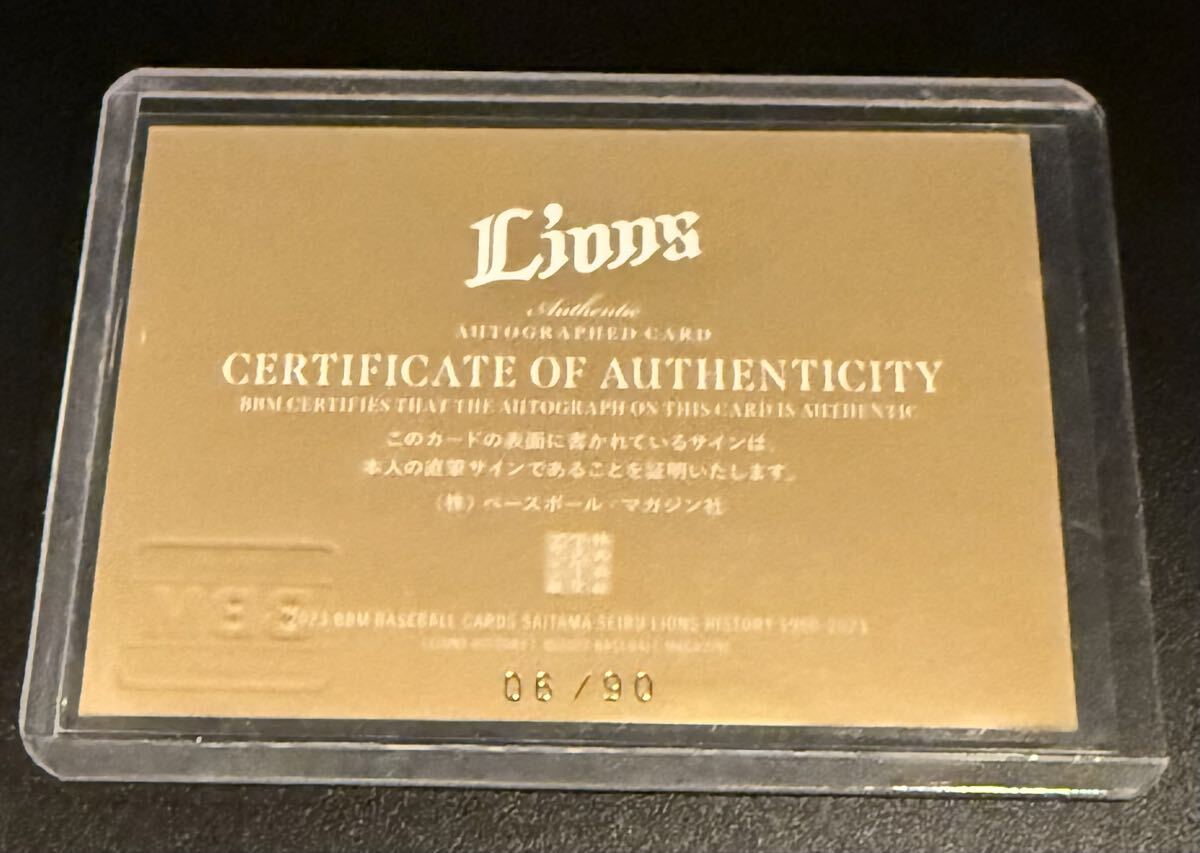 Lions
Authentic
AUTOGRAPHED CARD
CERTIFICATE OF AUTHENTICITY
BBM CERTIFIES THAT THE AUTOGRAPH ON THIS CARD IS AUTHENTIC
このカードの表面に書かれているサインは、
本人の直筆サインであることを証明いたします。
(株)ベースボール・マガジン社
2023 BBM BASEBALL CARDS SAITAMA SEIBU LIONS HISTORY
BASEBALL MAGAZINE
06/90